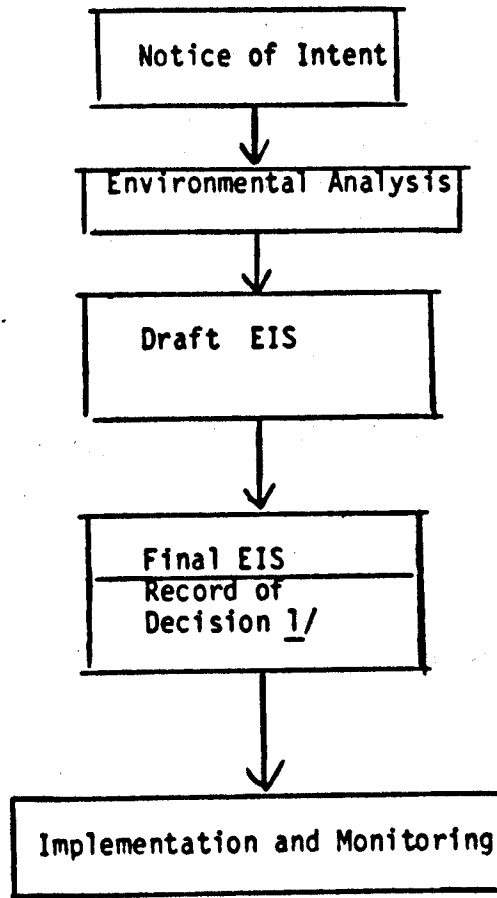 Notice of Intent
Environmental Analysis
Draft EIS
Final EIS
Record of
Decision 1/
Implementation and Monitoring